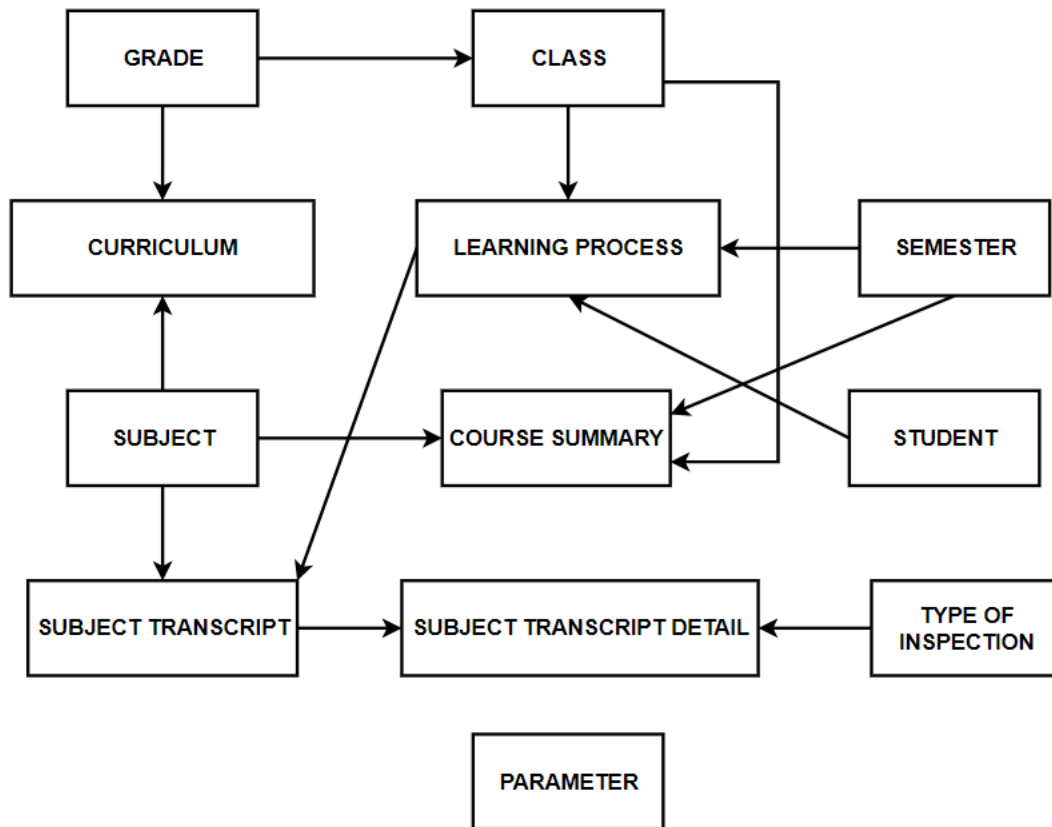 GRADE
CLASS
CURRICULUM
LEARNING PROCESS
SEMESTER
SUBJECT
COURSE SUMMARY
STUDENT
SUBJECT TRANSCRIPT
SUBJECT TRANSCRIPT DETAIL
TYPE OF
INSPECTION
PARAMETER